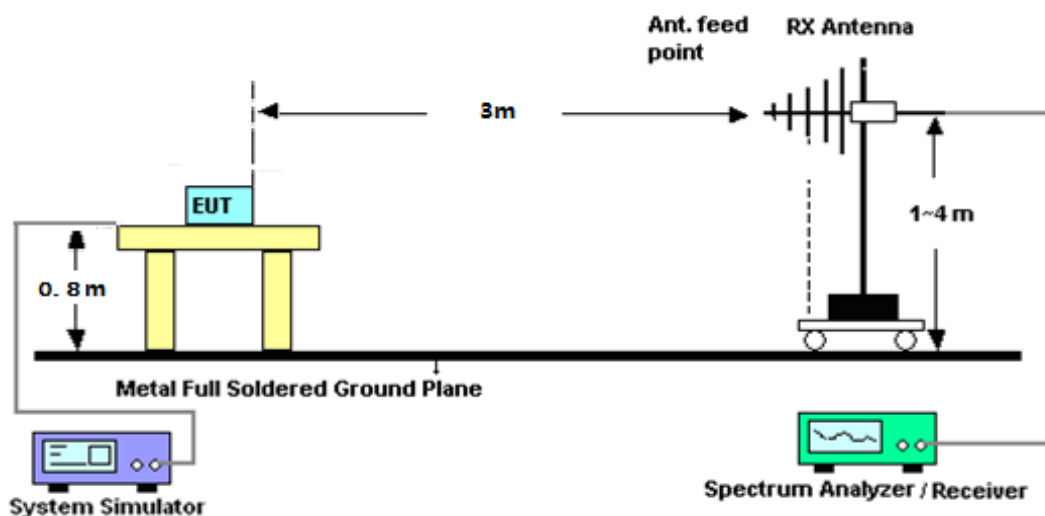 Ant. feed
point
RX Antenna
3m
EUT
1~4 m
0. 8 m
Metal Full Soldered Ground Plane
System Simulator
Spectrum Analyzer / Receiver